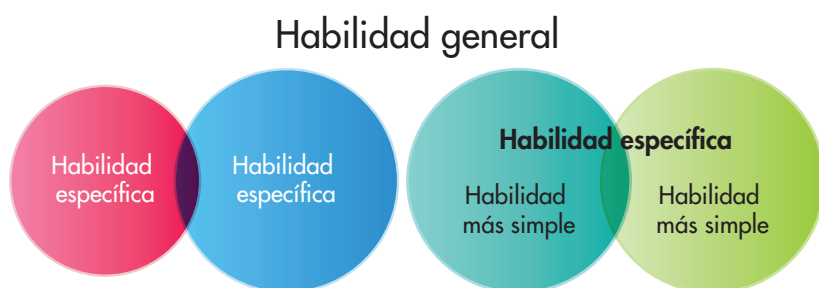 Habilidad general
Habilidad
específica
Habilidad
específica
Habilidad específica
Habilidad
más simple
Habilidad
más simple